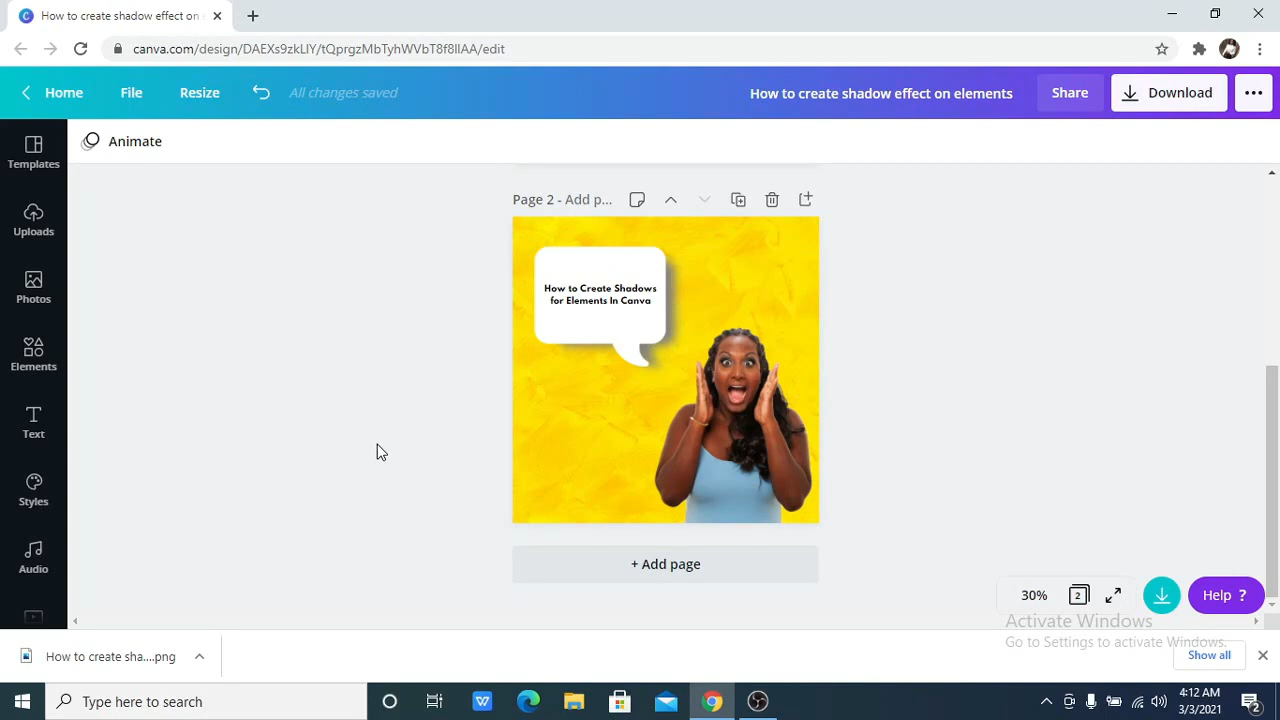 How to create shadow effect on
canva.com/design/DAEXs9zkLIY/tQprgzMbTyhWVbT8f8IIAA/edit
Home
File
Resize
All changes saved
How to create shadow effect on elements
Share
Download
Templates
Animate
Uploads
Page 2 - Add p...
Photos
How to Create Shadows
for Elements In Canva
Elements
Text
Styles
Audio
+ Add page
30%
2
Help ?
Activate Windows
Go to Settings to activate Windows.
How to create sha....png
Show all
Type here to search
4:12 AM
3/3/2021
2